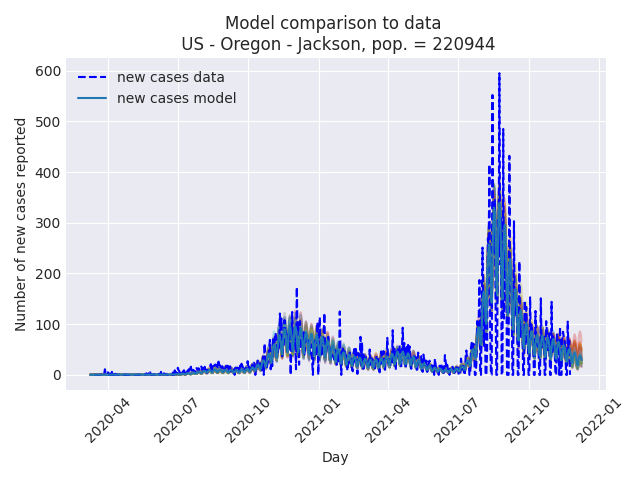 Model comparison to data
US - Oregon - Jackson, pop. = 220944
new cases data
new cases model
Number of new cases reported
600
500
400
300
200
100
0
2020-04
2020-07
2020-10
2021-01
2021-04
2021-07
2021-10
2022-01
Day